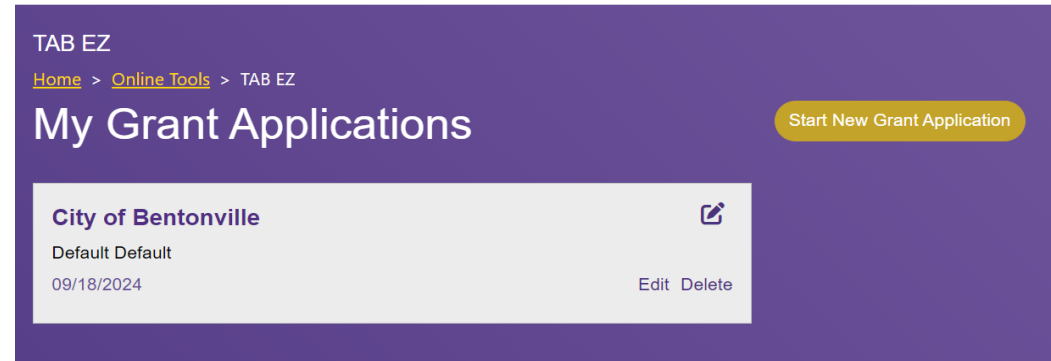 TAB EZ
Home > Online Tools > TAB EZ
My Grant Applications
Start New Grant Application
City of Bentonville
Default Default
09/18/2024
Edit Delete